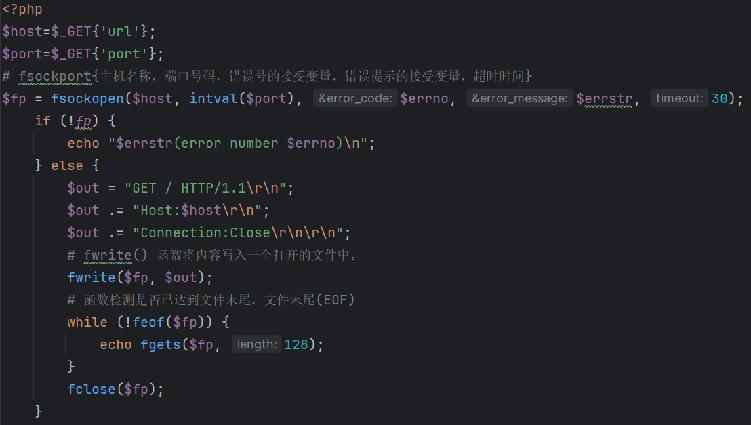 <?php
$host=$_GET{'url'};
$port=$_GET{'port'};
# fsockport{主机名称，端口号码，错误号的接受变量，错误提示的接受变量，超时时间}
$fp = fsockopen($host, intval($port), &error_code: $errno, &error_message: $errstr, timeout: 30);
if (!fp) {
echo "$errstr(error number $errno)\n";
} else {
$out = "GET / HTTP/1.1\r\n";
$out .= "Host:$host\r\n";
$out .= "Connection:Close\r\n\r\n";
# fwrite() 函数将内容写入一个打开的文件中。
fwrite($fp, $out);
# 函数检测是否已达到文件末尾，文件末尾(EOF)
while (!feof($fp)) {
echo fgets($fp, length: 128);
}
fclose($fp);
}